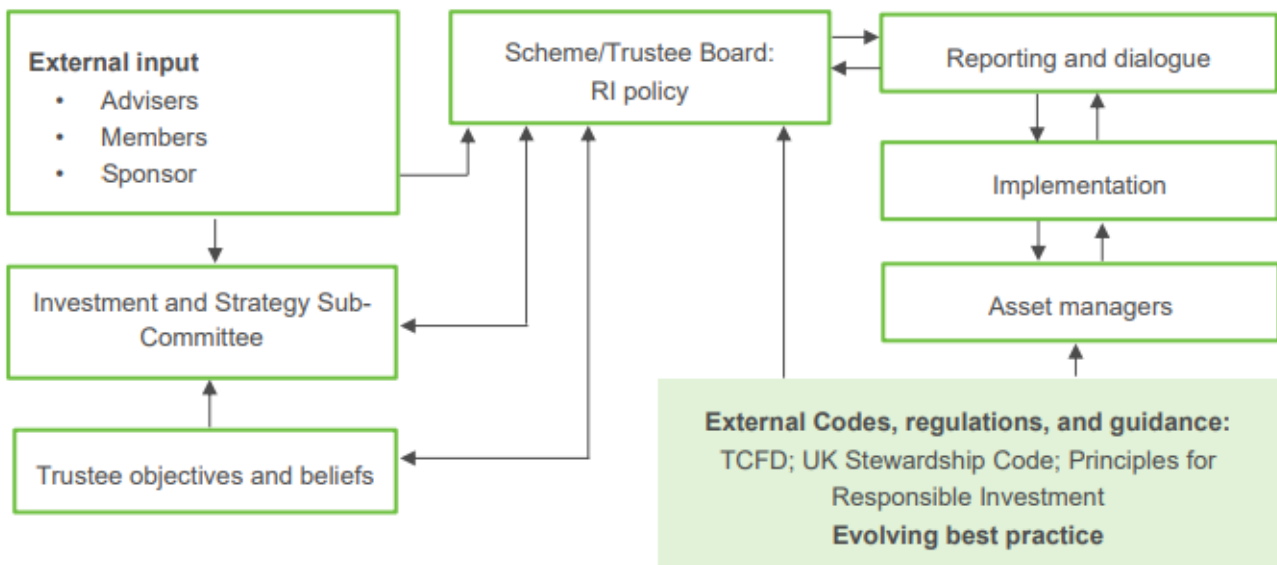 External input
• Advisers
• Members
• Sponsor
Scheme/Trustee Board:
RI policy
Reporting and dialogue
Implementation
Investment and Strategy Sub-
Committee
Asset managers
Trustee objectives and beliefs
External Codes, regulations, and guidance:
TCFD; UK Stewardship Code; Principles for
Responsible Investment
Evolving best practice